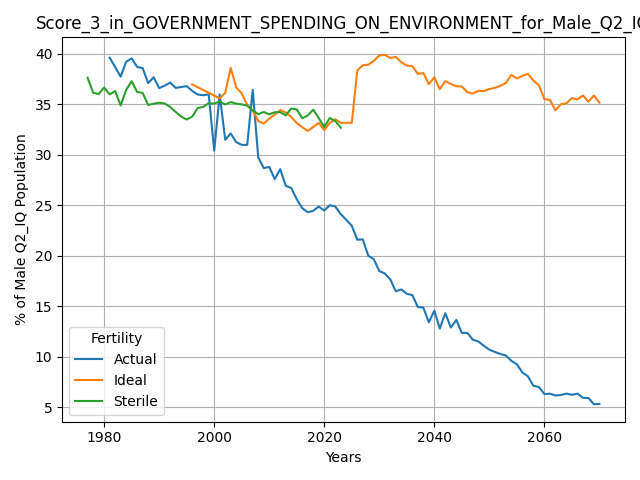 Score_3_in_GOVERNMENT_SPENDING_ON_ENVIRONMENT_for_Male_Q2_IQ
40
35
30
25
20
15
10
5
% of Male Q2_IQ Population
Fertility
Actual
Ideal
Sterile
1980 2000 2020 2040 2060
Years